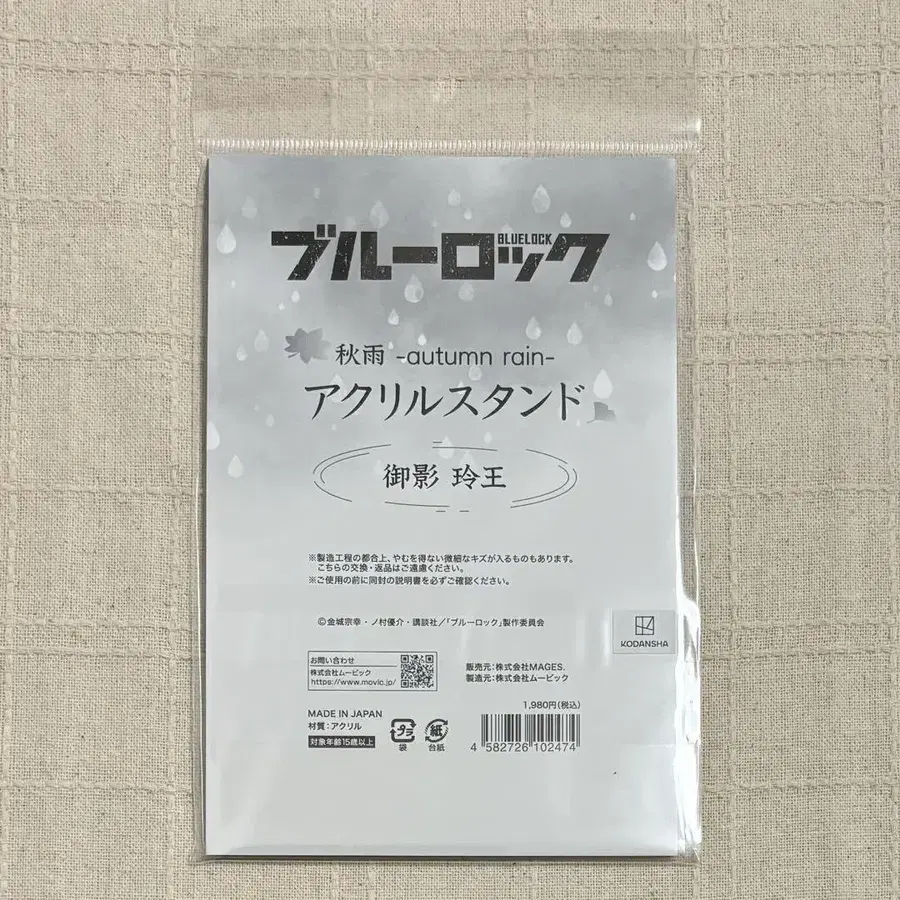 ブルーロック
BLUELOCK
秋雨 -autumn rain-
アクリルスタンド
御影 玲王
※製造工程の都合上、やむを得ない微細なキズが入るものもあります。
こちらの交換・返品はご遠慮ください。
※ご使用の前に同封の説明書を必ずご確認ください。
©金城宗幸・ノ村優介・講談社／「ブルーロック」製作委員会
KODANSHA
お問い合わせ
株式会社ムービック
https://www.movic.jp/
販売元：株式会社MAGES.
製造元：株式会社ムービック
1,980円(税込)
MADE IN JAPAN
材質：アクリル
対象年齢15歳以上
プラ
袋
紙
台紙
4 582726 102474